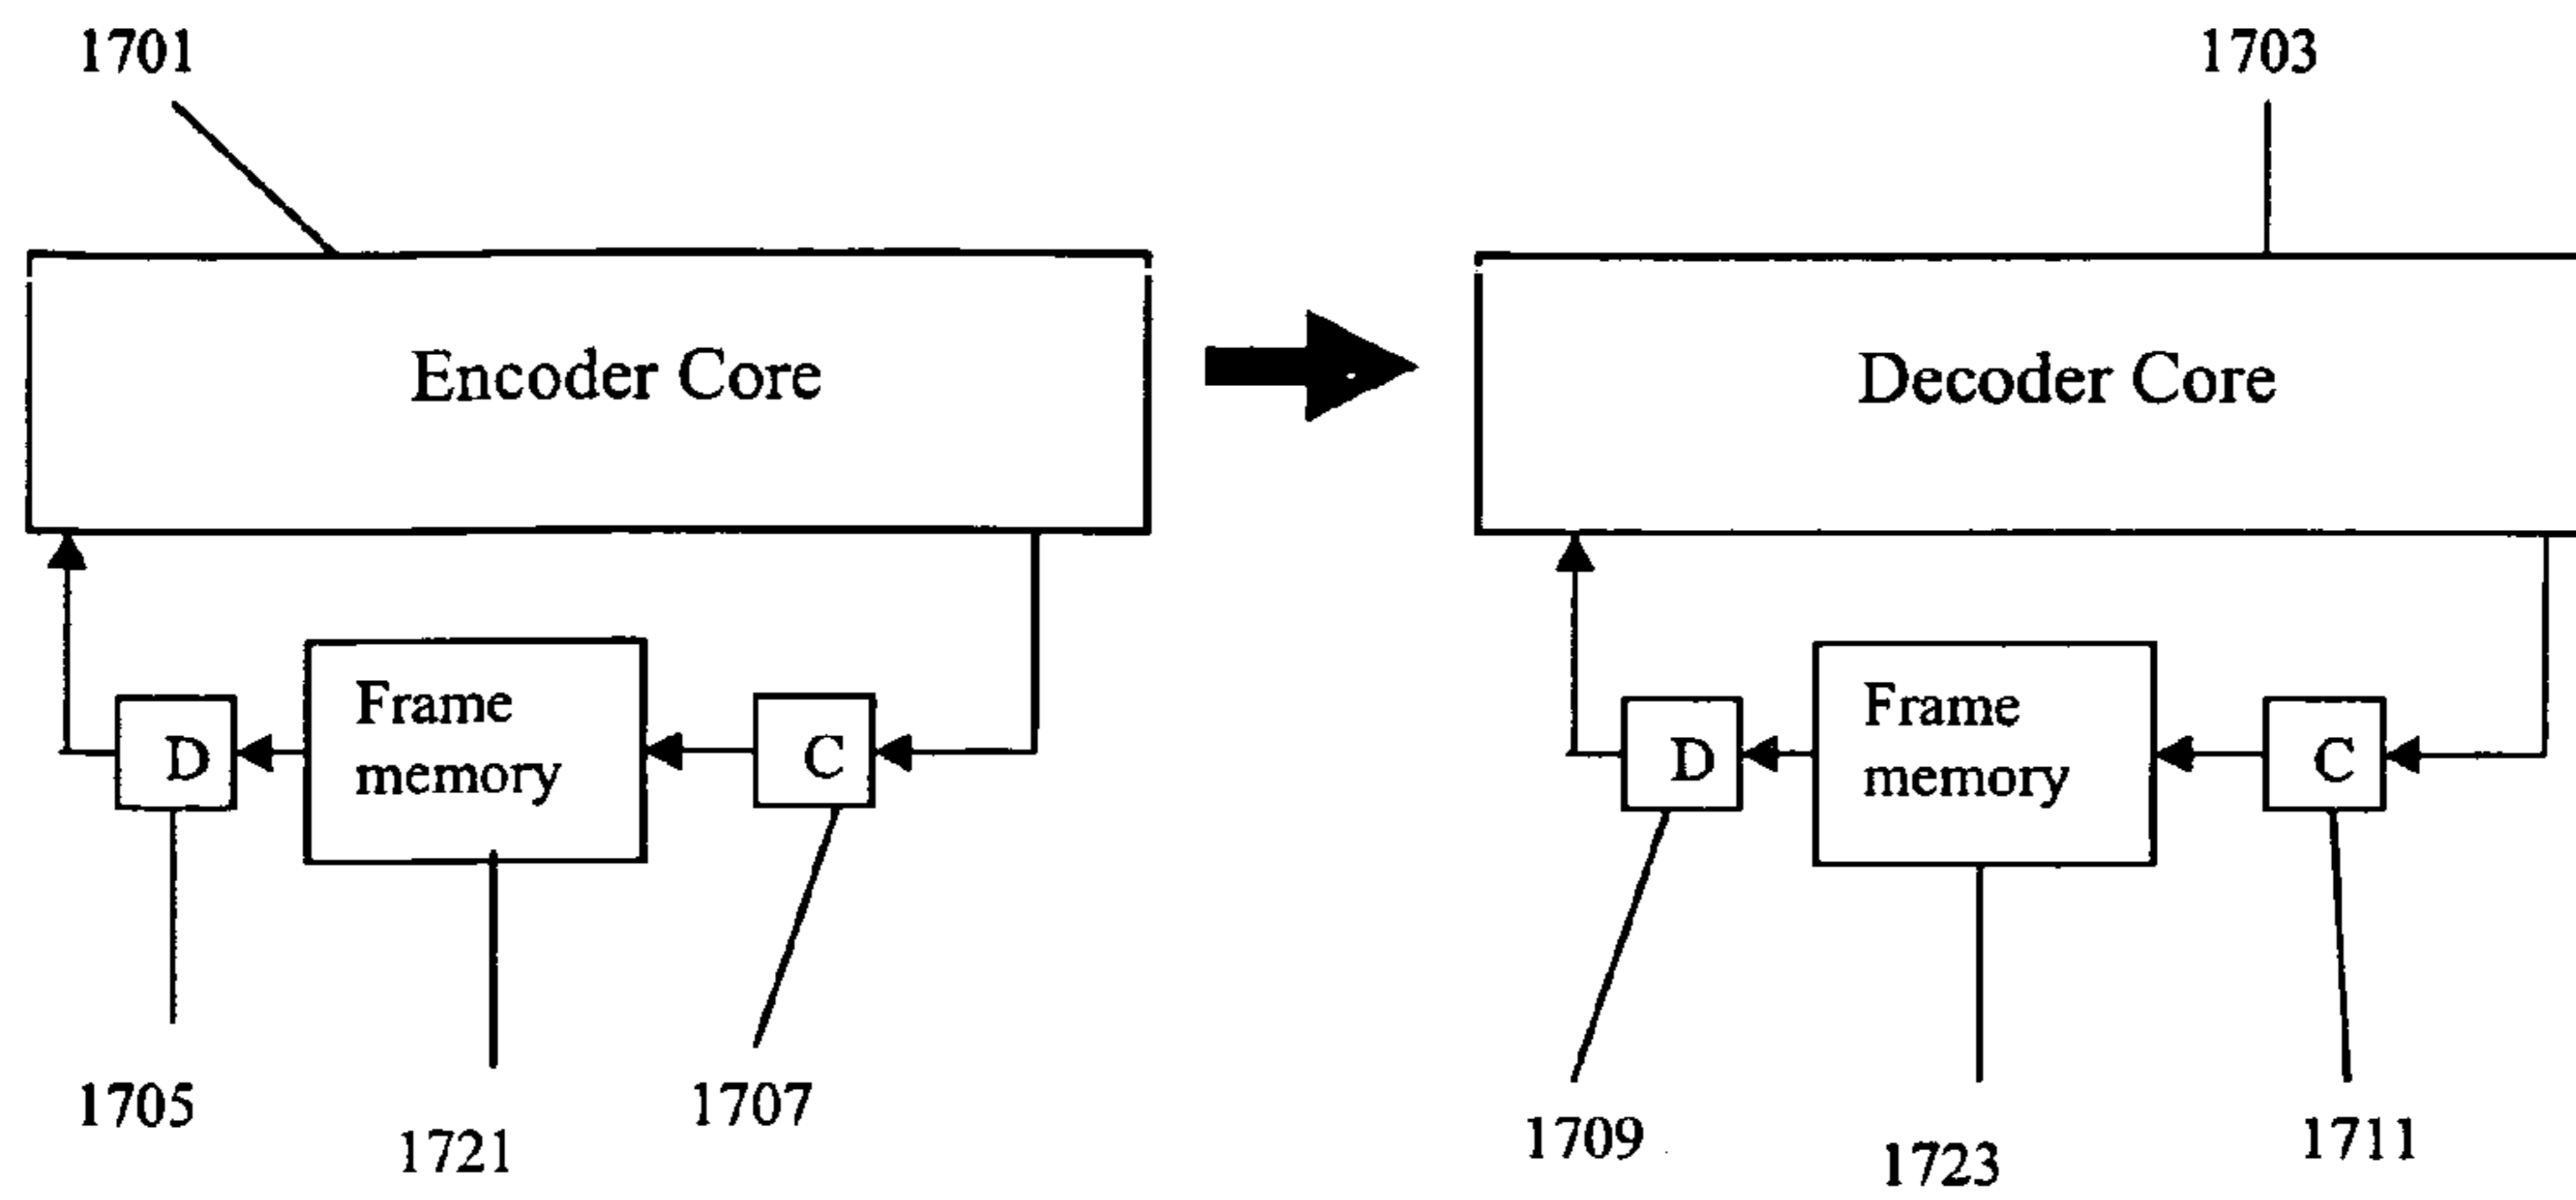 1701
1703
Encoder Core
Decoder Core
D
Frame
memory
C
D
Frame
memory
C
1705
1721
1707
1709
1723
1711